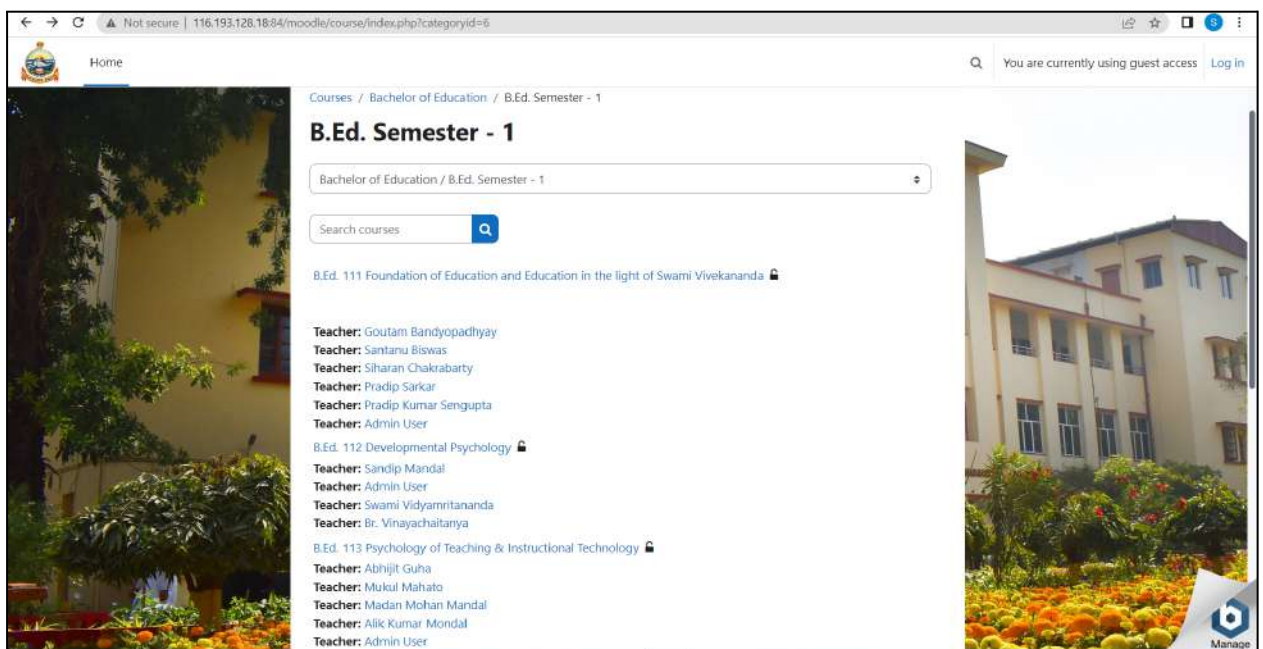 Not secure | 116.193.128.18:84/moodle/course/index.php?categoryid=6
Home
You are currently using guest access Log in
Courses / Bachelor of Education / B.Ed. Semester - 1
B.Ed. Semester - 1
Bachelor of Education / B.Ed. Semester - 1
Search courses
B.Ed. 111 Foundation of Education and Education in the light of Swami Vivekananda
Teacher: Goutam Bandyopadhyay
Teacher: Santanu Biswas
Teacher: Siharan Chakrabarty
Teacher: Pradip Sarkar
Teacher: Pradip Kumar Sengupta
Teacher: Admin User
B.Ed. 112 Developmental Psychology
Teacher: Sandip Mandal
Teacher: Admin User
Teacher: Swami Vidyamritananda
Teacher: Br. Vinayachaitanya
B.Ed. 113 Psychology of Teaching & Instructional Technology
Teacher: Abhijit Guha
Teacher: Mukul Mahato
Teacher: Madan Mohan Mandal
Teacher: Alik Kumar Mondal
Teacher: Admin User
Manage
S